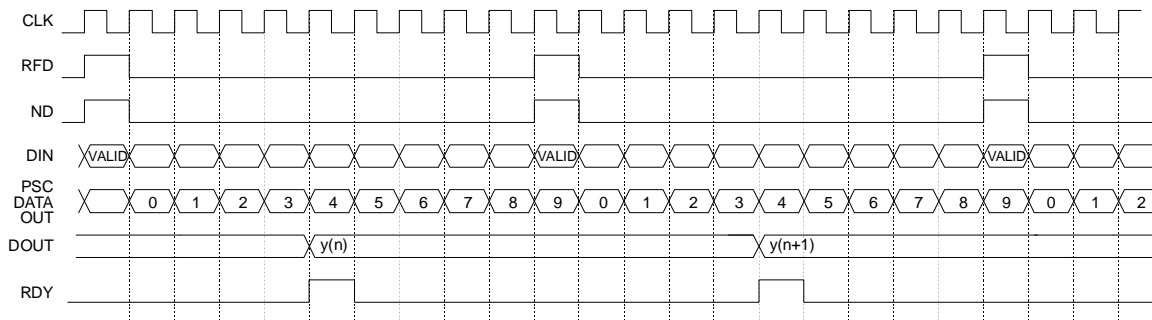 CLK
RFD
ND
DIN VALID VALID VALID
PSC
DATA
OUT
0 1 2 3 4 5 6 7 8 9 0 1 2 3 4 5 6 7 8 9 0 1 2
DOUT y(n) y(n+1)
RDY